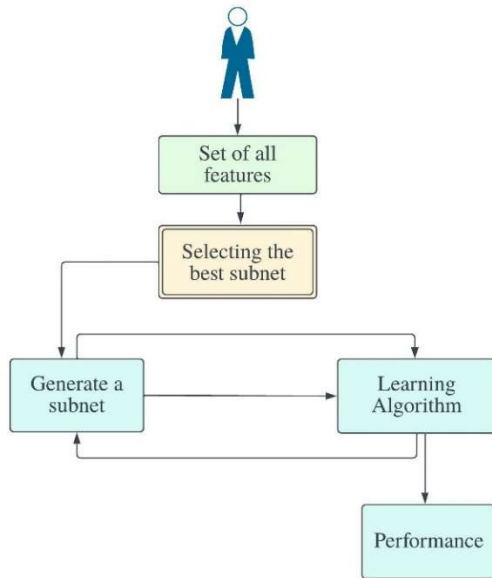 Set of all
features
Selecting the
best subnet
Generate a
subnet
Learning
Algorithm
Performance